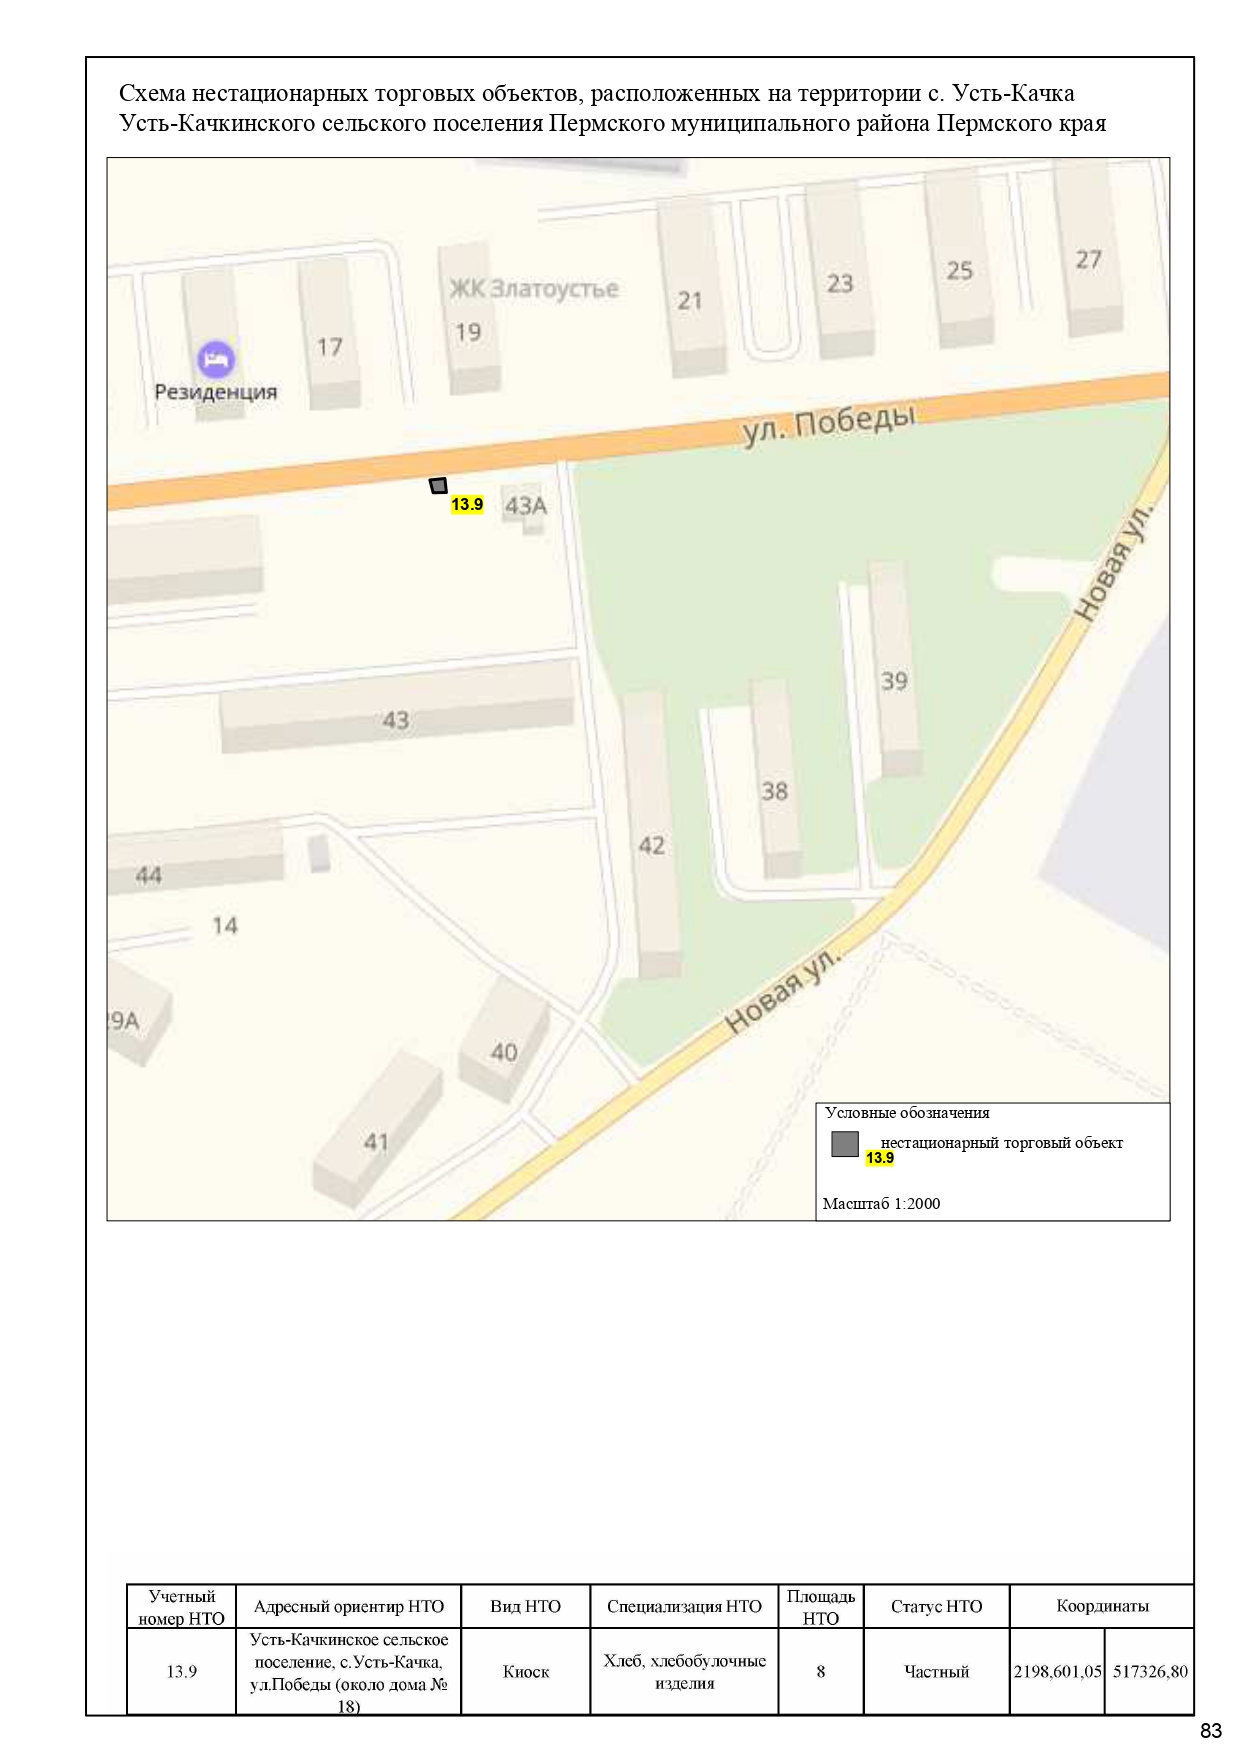 Схема нестационарных торговых объектов, расположенных на территории с. Усть-Качка
Усть-Качкинского сельского поселения Пермского муниципального района Пермского края
27
25
23
ЖК Златоустье
21
19
17
Резиденция
ул. Победы
13.9
43А
Новая ул.
39
43
38
42
44
14
Новая ул.
29А
40
41
Условные обозначения
нестационарный торговый объект
13.9
Масштаб 1:2000
Учетный номер НТО
Адресный ориентир НТО
Вид НТО
Специализация НТО
Площадь НТО
Статус НТО
Координаты
13.9
Усть-Качкинское сельское
поселение, с.Усть-Качка,
ул.Победы (около дома №
18)
Киоск
Хлеб, хлебобулочные
изделия
8
Частный
2198,601,05
517326,80
83